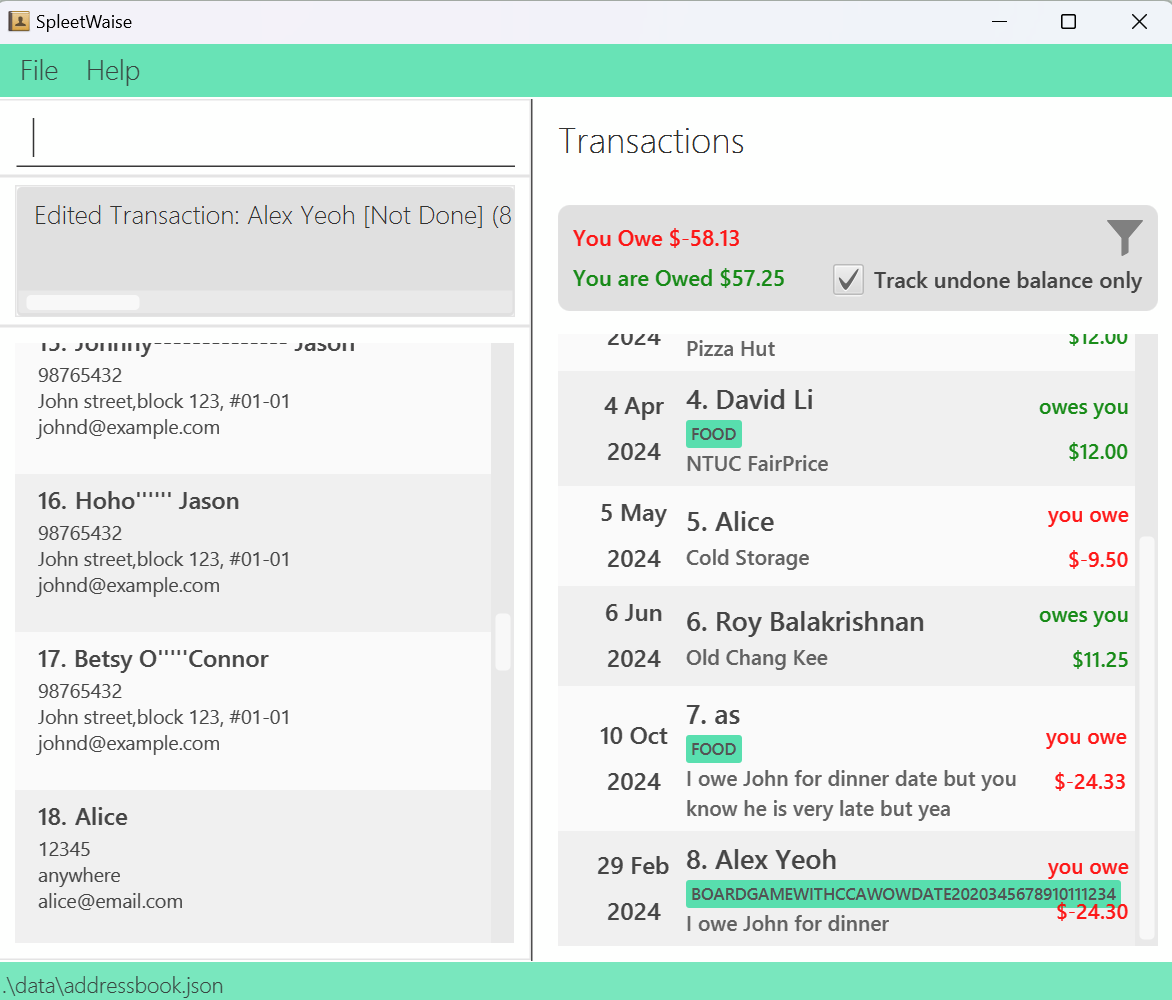 SpleetWaise
File Help
Edited Transaction: Alex Yeoh [Not Done] (8
15. Johnny-------------- Jason
98765432
John street,block 123, #01-01
johnd@example.com
16. Hoho'''''' Jason
98765432
John street,block 123, #01-01
johnd@example.com
17. Betsy O'''''Connor
98765432
John street,block 123, #01-01
johnd@example.com
18. Alice
12345
anywhere
alice@email.com
Transactions
You Owe $-58.13
You are Owed $57.25
Track undone balance only
2024
Pizza Hut
$12.00
4 Apr
2024
4. David Li
FOOD
NTUC FairPrice
owes you
$12.00
5 May
2024
5. Alice
Cold Storage
you owe
$-9.50
6 Jun
2024
6. Roy Balakrishnan
Old Chang Kee
owes you
$11.25
10 Oct
2024
7. as
FOOD
I owe John for dinner date but you
know he is very late but yea
you owe
$-24.33
29 Feb
2024
8. Alex Yeoh
BOARDGAMEWITHCCAWOWDATE2020345678910111234
I owe John for dinner
you owe
$-24.30
.\data\addressbook.json